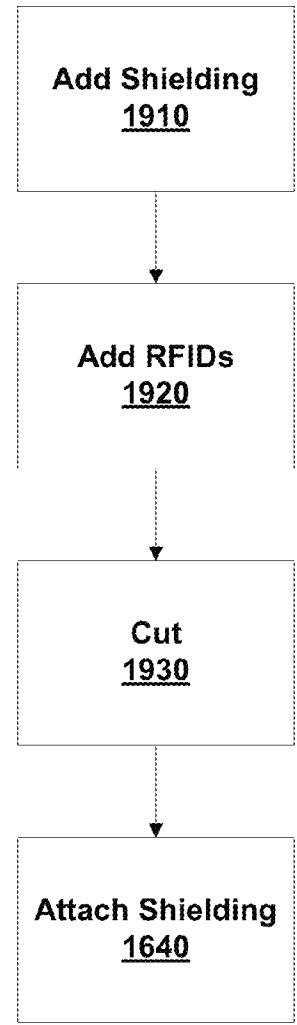 Add Shielding
1910
Add RFIDs
1920
Cut
1930
Attach Shielding
1640